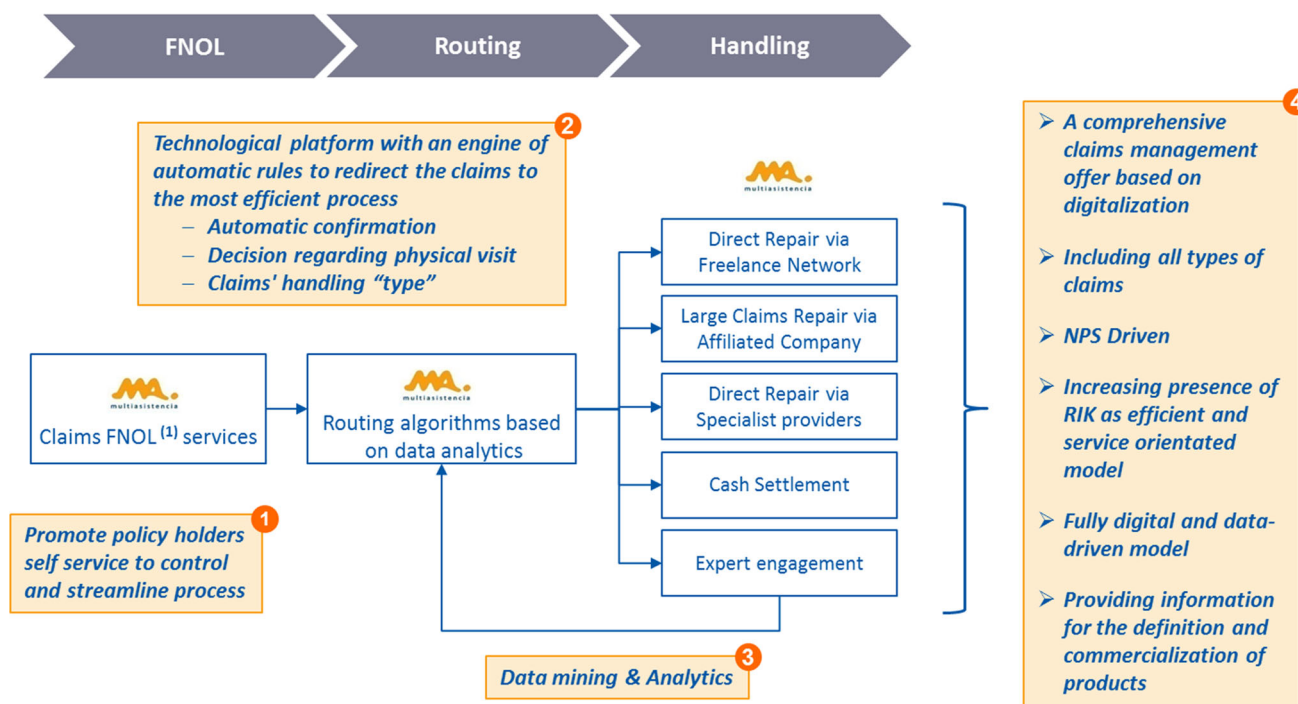 FNOL
Routing
Handling
2
Technological platform with an engine of
automatic rules to redirect the claims to
the most efficient process
– Automatic confirmation
– Decision regarding physical visit
– Claims' handling “type”
MA.
multiasistencia
Claims FNOL (1) services
MA.
multiasistencia
Routing algorithms based
on data analytics
MA.
multiasistencia
Direct Repair via
Freelance Network
Large Claims Repair via
Affiliated Company
Direct Repair via
Specialist providers
Cash Settlement
Expert engagement
1
Promote policy holders
self service to control
and streamline process
3
Data mining & Analytics
4
➢ A comprehensive
claims management
offer based on
digitalization
➢ Including all types of
claims
➢ NPS Driven
➢ Increasing presence of
RIK as efficient and
service orientated
model
➢ Fully digital and data-
driven model
➢ Providing information
for the definition and
commercialization of
products